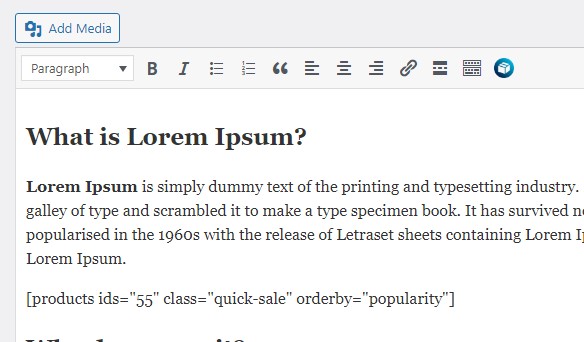 Add Media
Paragraph
What is Lorem Ipsum?
Lorem Ipsum is simply dummy text of the printing and typesetting industry.
galley of type and scrambled it to make a type specimen book. It has survived
popularised in the 1960s with the release of Letraset sheets containing Lorem
Lorem Ipsum.
[products ids="55" class="quick-sale" orderby="popularity"]